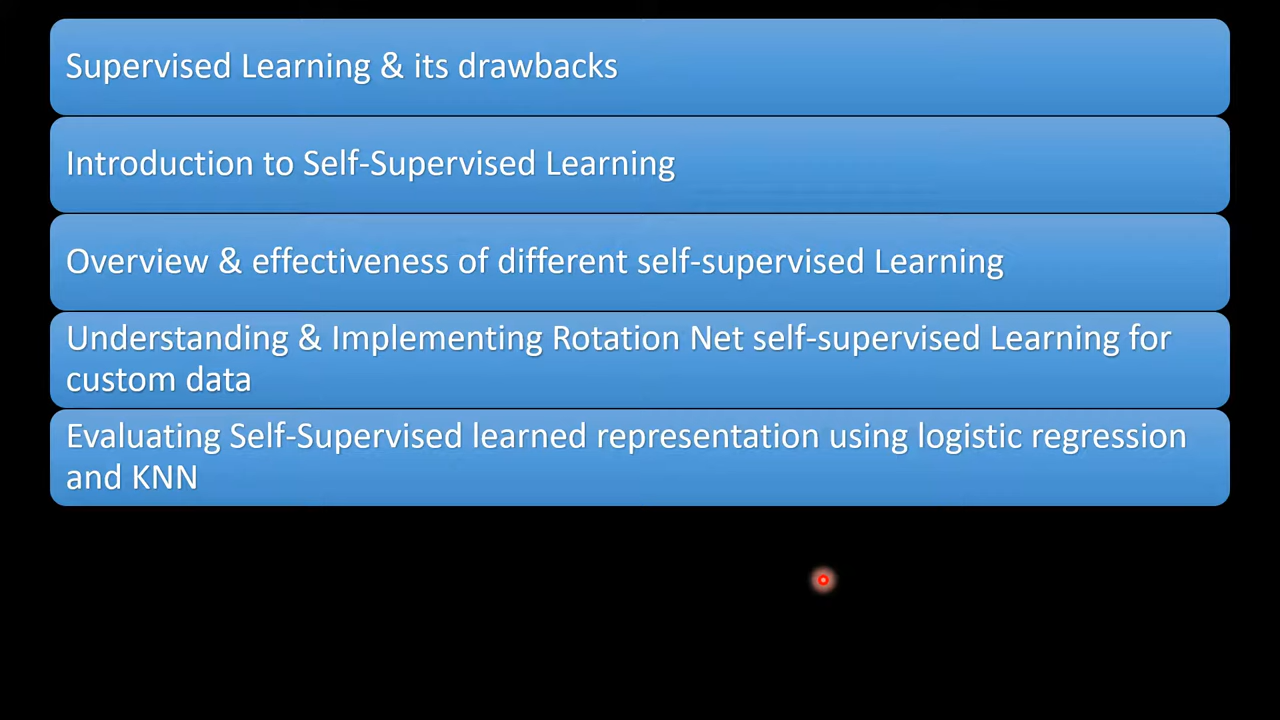 Supervised Learning & its drawbacks
Introduction to Self-Supervised Learning
Overview & effectiveness of different self-supervised Learning
Understanding & Implementing Rotation Net self-supervised Learning for
custom data
Evaluating Self-Supervised learned representation using logistic regression
and KNN